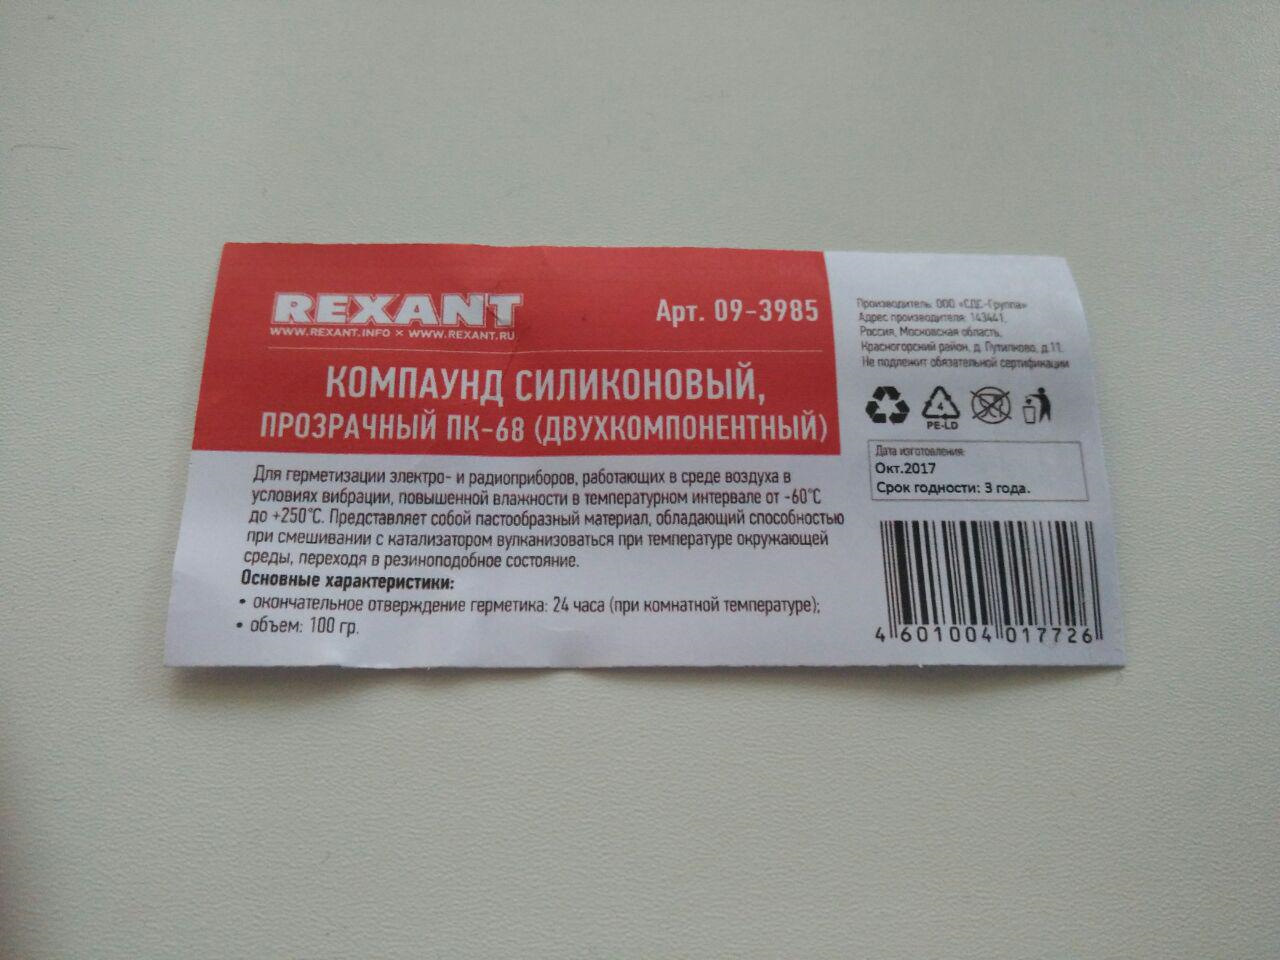 REXANT
WWW.REXANT.INFO × WWW.REXANT.RU
Арт. 09-3985
КОМПАУНД СИЛИКОНОВЫЙ,
ПРОЗРАЧНЫЙ ПК-68 (ДВУХКОМПОНЕНТНЫЙ)
Для герметизации электро- и радиоприборов, работающих в среде воздуха в
условиях вибрации, повышенной влажности в температурном интервале от -60°С
до +250°С. Представляет собой пастообразный материал, обладающий способностью
при смешивании с катализатором вулканизоваться при температуре окружающей
среды, переходя в резиноподобное состояние.
Основные характеристики:
• окончательное отверждение герметика: 24 часа (при комнатной температуре);
• объем: 100 гр.
Производитель: ООО «СДС-Группа»
Адрес производителя: 143441,
Россия, Московская область,
Красногорский район, д. Путилково, д.11.
Не подлежит обязательной сертификации
4
PE-LD
Дата изготовления:
Окт.2017
Срок годности: 3 года.
4 601004 017726